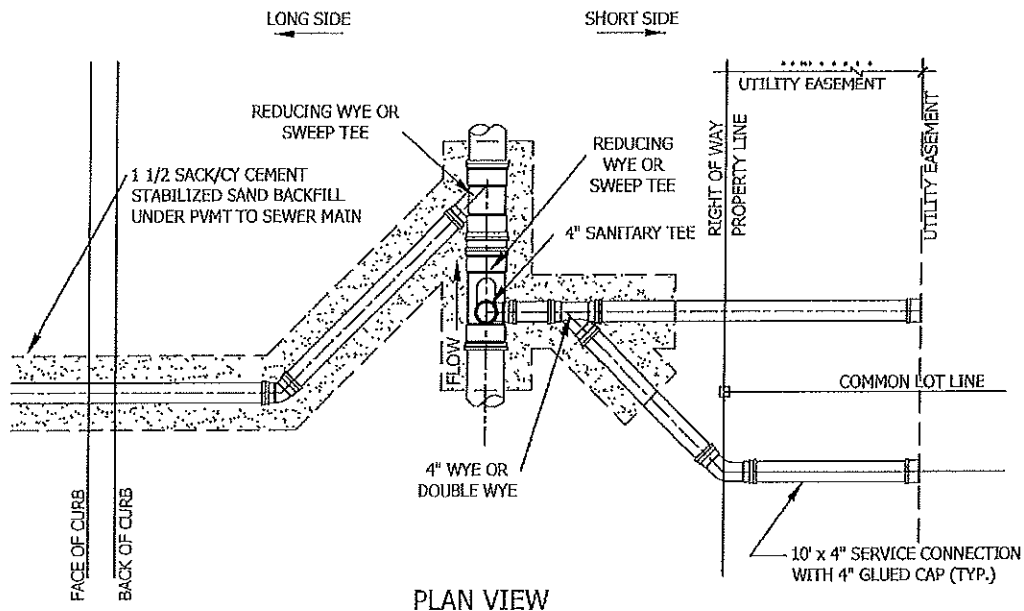 LONG SIDE
SHORT SIDE
UTILITY EASEMENT
REDUCING WYE OR
SWEEP TEE
REDUCING
WYE OR
SWEEP TEE
1 1/2 SACK/CY CEMENT
STABILIZED SAND BACKFILL
UNDER PVMT TO SEWER MAIN
4" SANITARY TEE
RIGHT OF WAY
PROPERTY LINE
UTILITY EASEMENT
FLOW
COMMON LOT LINE
4" WYE OR
DOUBLE WYE
FACE OF CURB
BACK OF CURB
10' x 4" SERVICE CONNECTION
WITH 4" GLUED CAP (TYP.)
PLAN VIEW